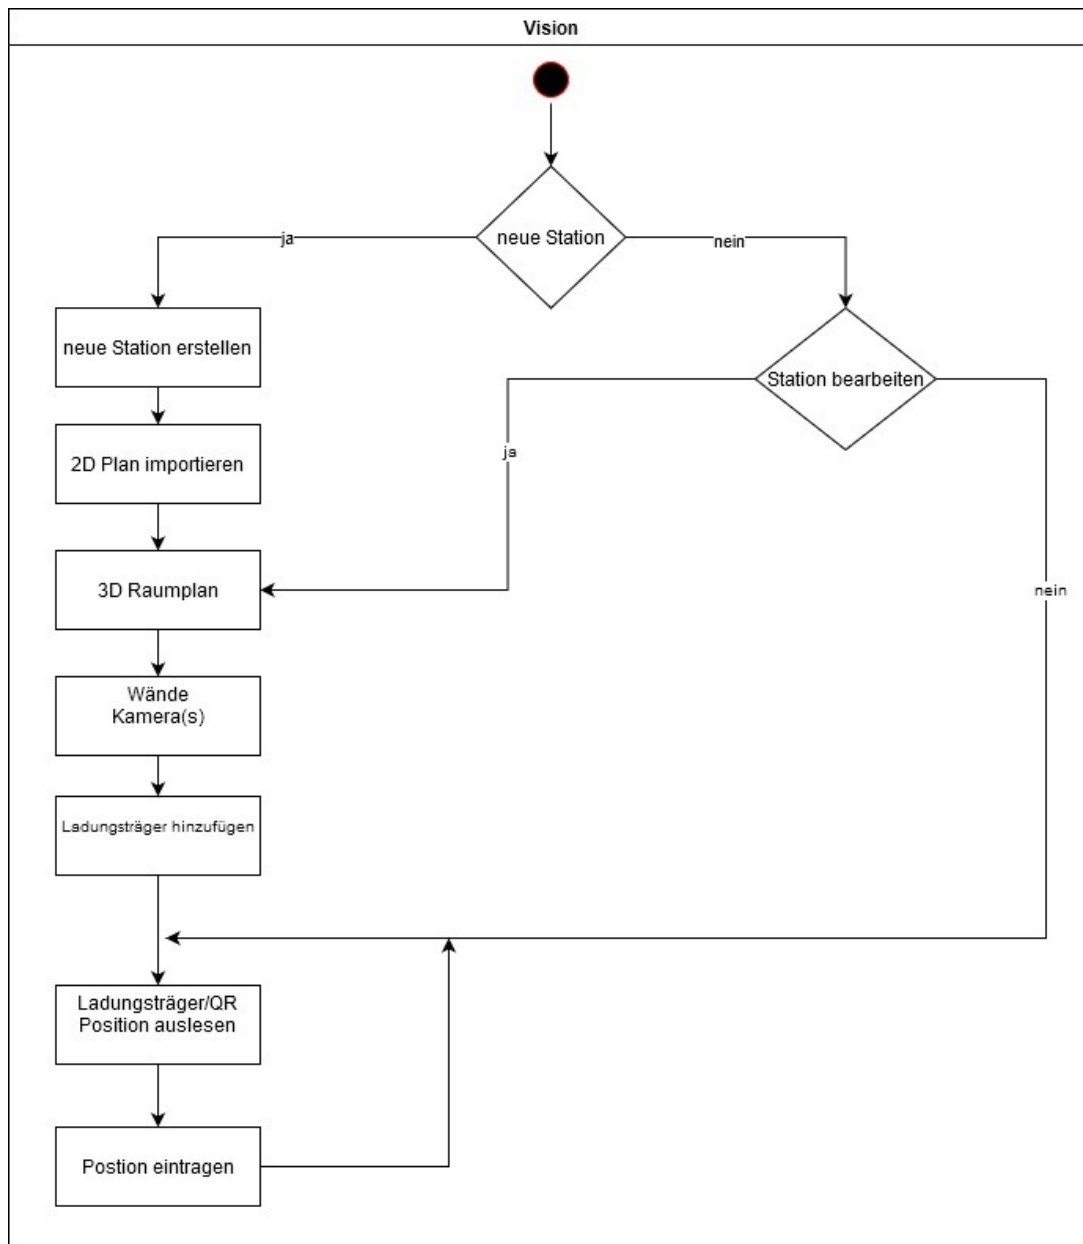 Vision
neue Station
ja
nein
neue Station erstellen
Station bearbeiten
2D Plan importieren
ja
3D Raumplan
nein
Wände
Kamera(s)
Ladungsträger hinzufügen
Ladungsträger/QR
Position auslesen
Postion eintragen